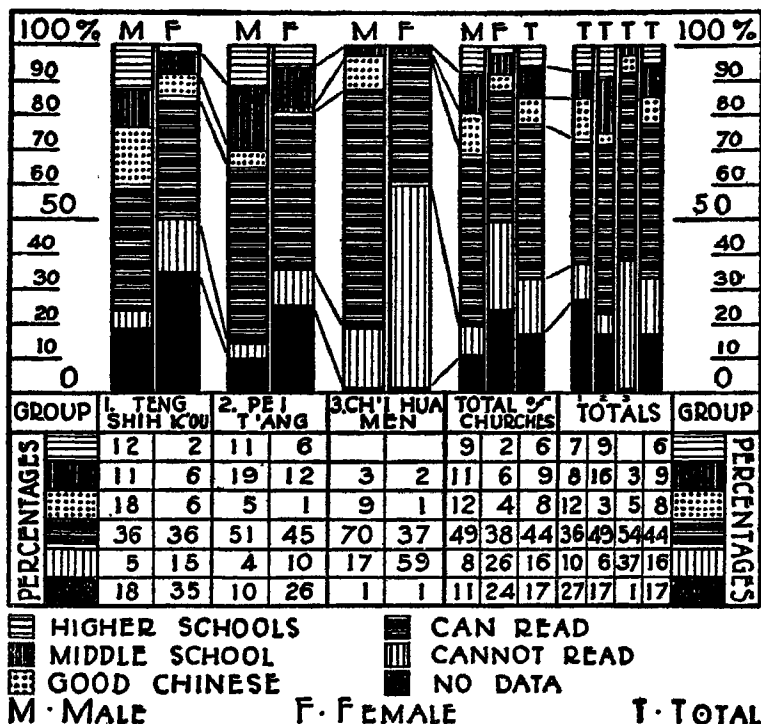 100% M F M F M F M F T T T T T 100%
90 90
80 80
70 70
60 60
50 50
40 40
30 30
20 20
10 10
0 0
GROUP 1. TENG SHIH K'OU 2. PEI T'ANG 3. CH'I HUA MEN TOTAL OF CHURCHES 1 2 3 TOTALS GROUP
PERCENTAGES
12 2 11 6 9 2 6 7 9 6
11 6 19 12 3 2 11 6 9 8 16 3 9
18 6 5 1 9 1 12 4 8 12 3 5 8
36 36 51 45 70 37 49 38 44 36 49 54 44
5 15 4 10 17 59 8 26 16 10 6 37 16
18 35 10 26 1 1 11 24 17 27 17 1 17
PERCENTAGES
HIGHER SCHOOLS CAN READ
MIDDLE SCHOOL CANNOT READ
GOOD CHINESE NO DATA
M · MALE F · FEMALE T · TOTAL